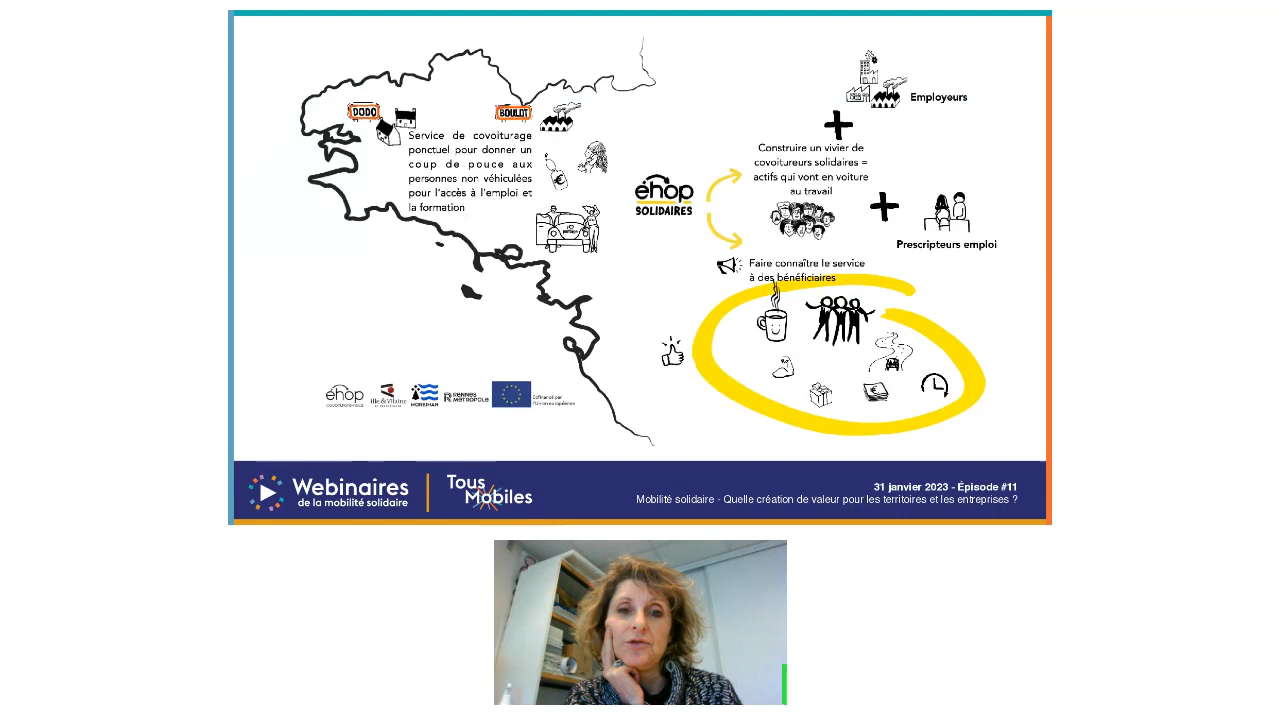 DODO
BOULOT
Service de covoiturage
ponctuel pour donner un
coup de pouce aux
personnes non véhiculées
pour l'accès à l'emploi et
la formation
€
éhop
SOLIDAIRES
Employeurs
Construire un vivier de
covoitureurs solidaires =
actifs qui vont en voiture
au travail
Prescripteurs emploi
Faire connaître le service
à des bénéficiaires
éhop
Ille & Vilaine
MORBIHAN
RENNES
MÉTROPOLE
Cofinancé par
l'Union européenne
Webinaires
de la mobilité solidaire
Tous
Mobiles
31 janvier 2023 - Épisode #11
Mobilité solidaire - Quelle création de valeur pour les territoires et les entreprises ?